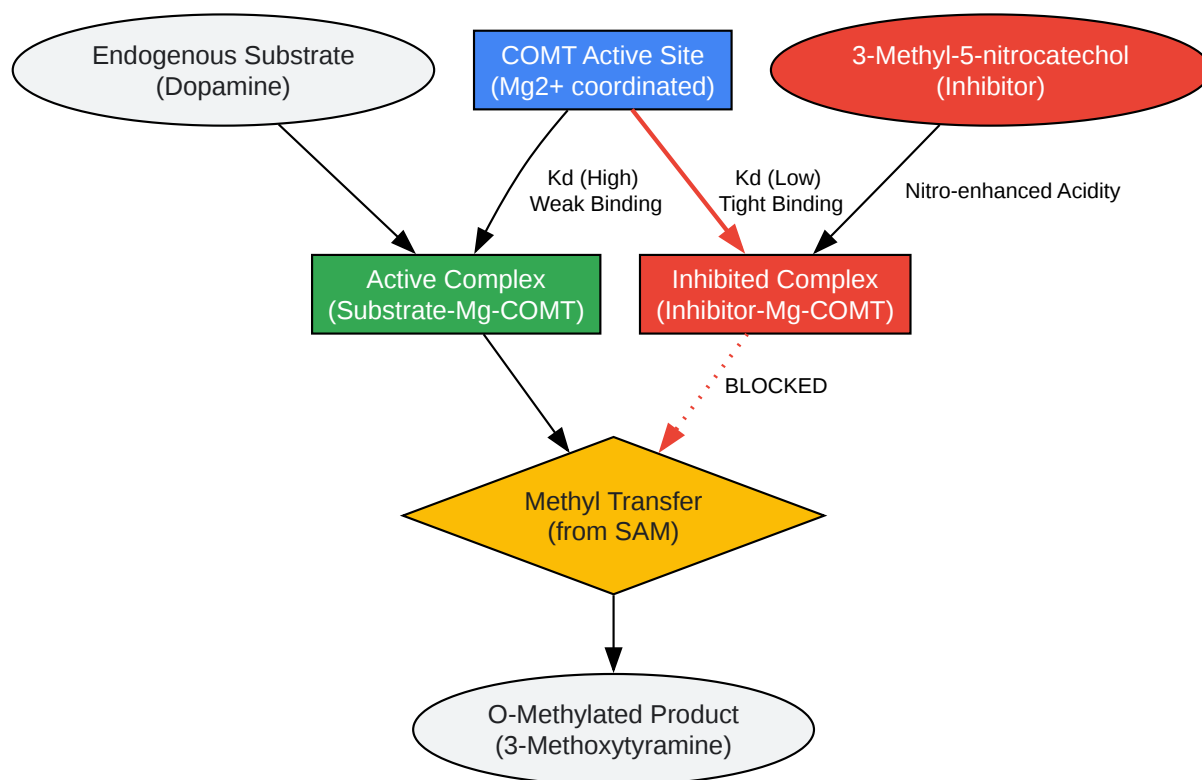 Endogenous Substrate
(Dopamine)
COMT Active Site
(Mg2+ coordinated)
3-Methyl-5-nitrocatechol
(Inhibitor)
Kd (High)
Weak Binding
Kd (Low)
Tight Binding
Nitro-enhanced Acidity
Active Complex
(Substrate-Mg-COMT)
Inhibited Complex
(Inhibitor-Mg-COMT)
BLOCKED
Methyl Transfer
(from SAM)
O-Methylated Product
(3-Methoxytyramine)